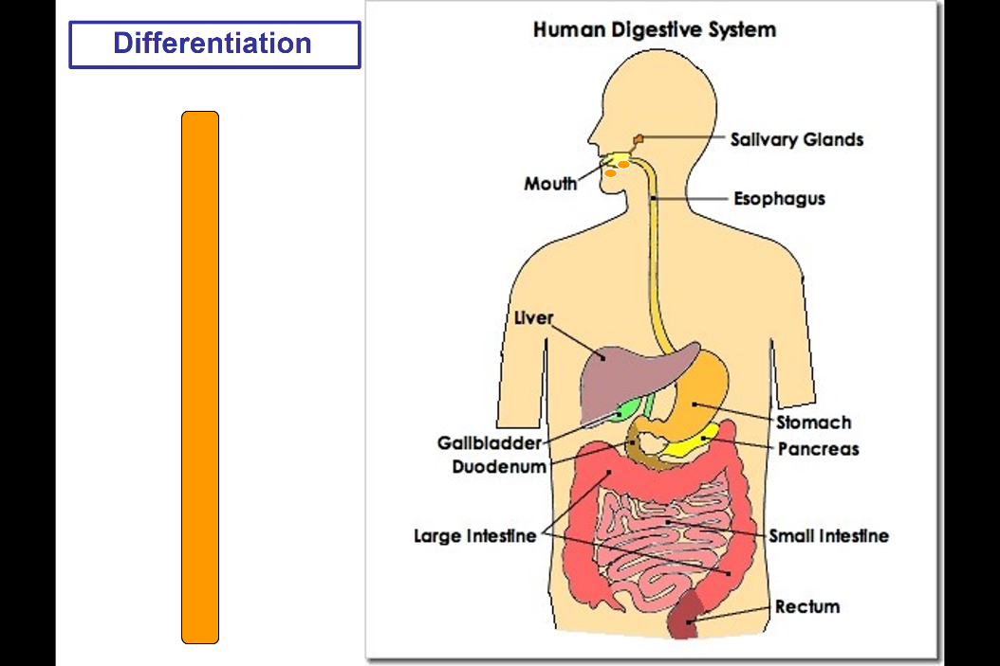 Differentiation
Human Digestive System
Salivary Glands
Mouth
Esophagus
Liver
Stomach
Gallbladder
Pancreas
Duodenum
Large Intestine
Small Intestine
Rectum